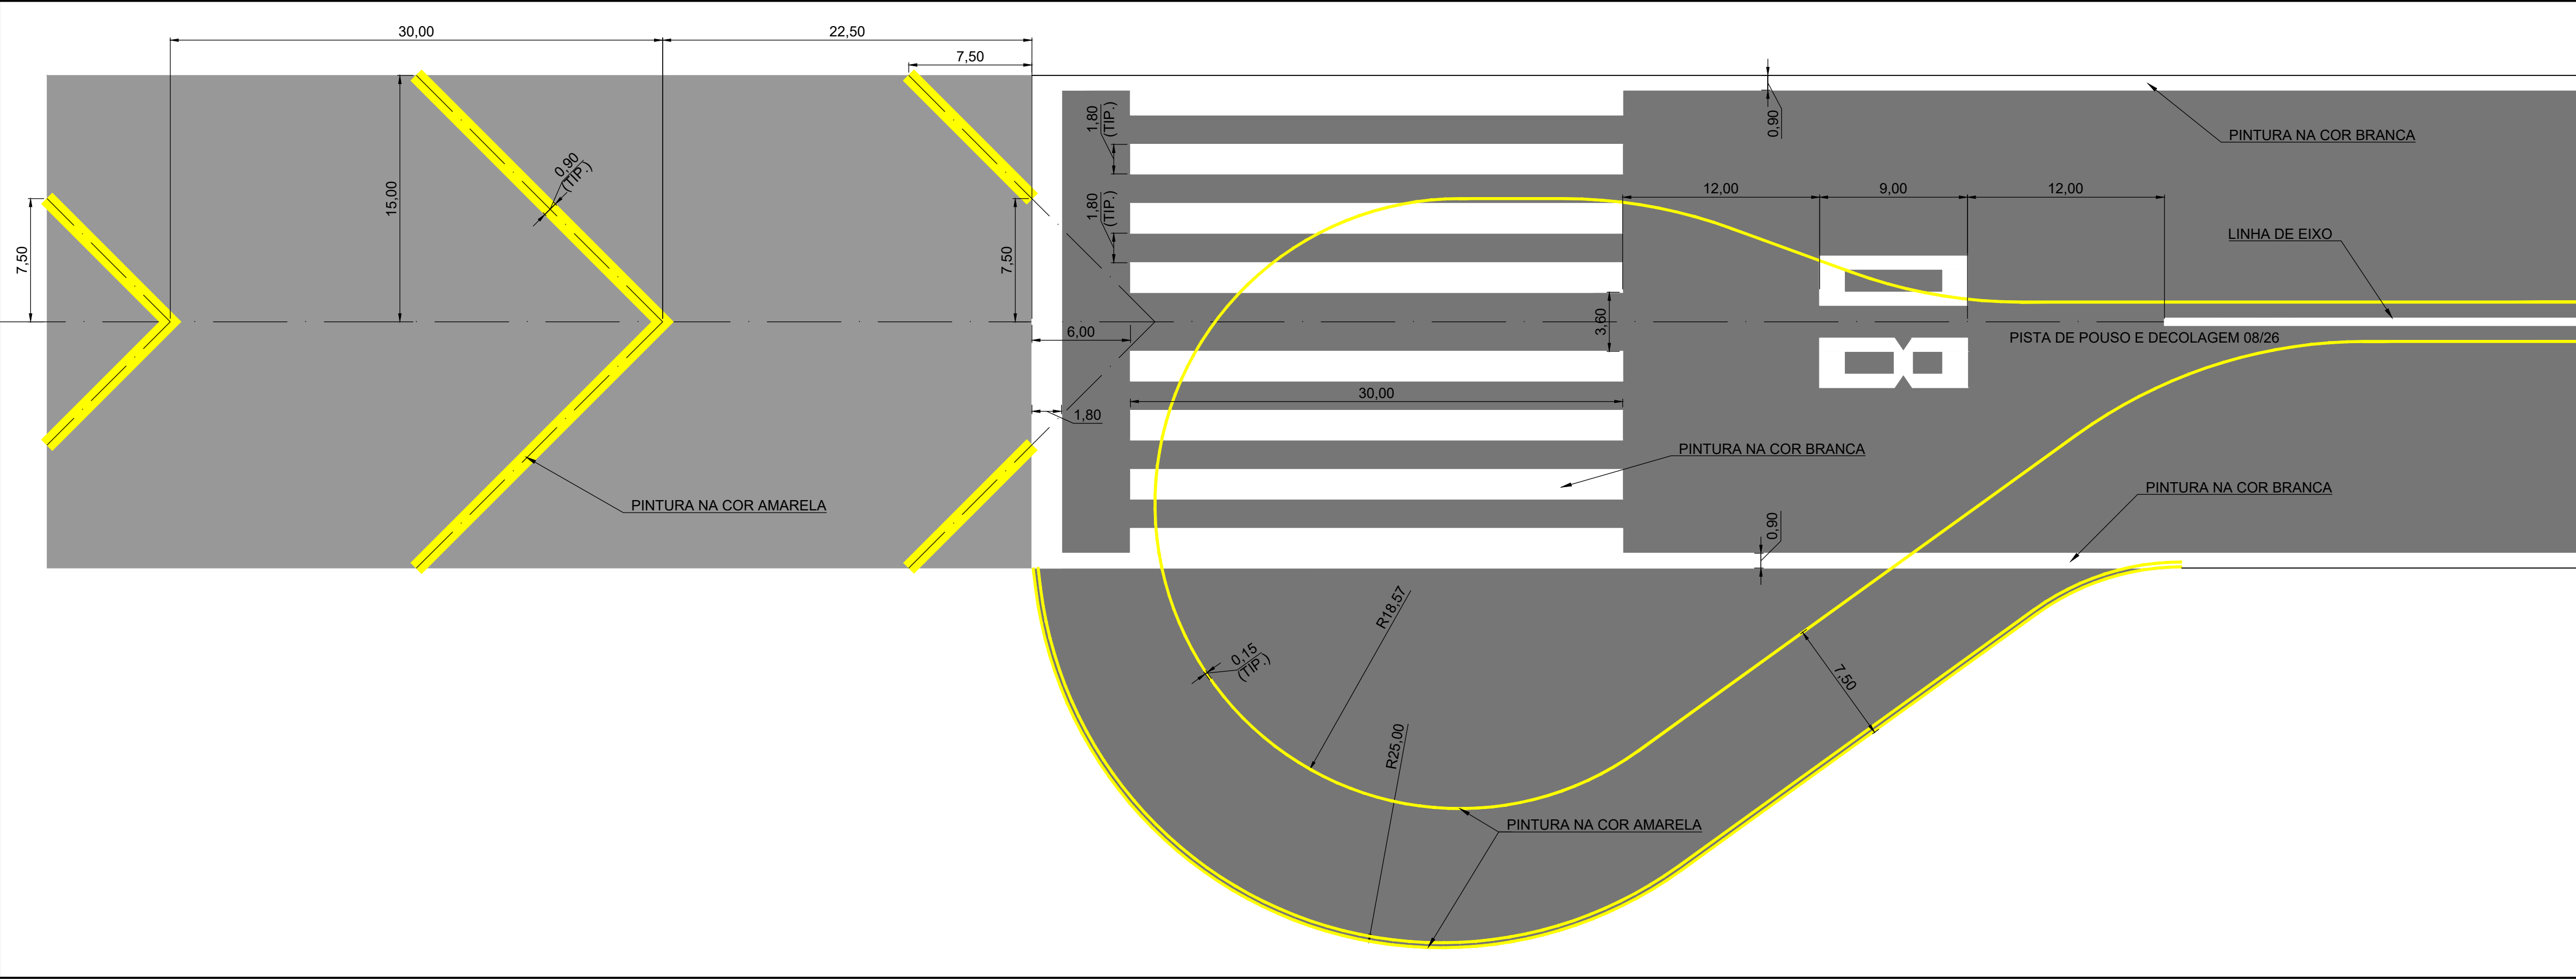 30,00
22,50
7,50
1,80
(TIP.)
0,90
PINTURA NA COR BRANCA
0,90
(TIP.)
15,00
7,50
1,80
(TIP.)
7,50
12,00
9,00
12,00
LINHA DE EIXO
0
8
6,00
3,60
PISTA DE POUSO E DECOLAGEM 08/26
30,00
1,80
PINTURA NA COR BRANCA
PINTURA NA COR BRANCA
PINTURA NA COR AMARELA
0,90
R18,57
0,15
(TIP.)
7,50
R25,00
PINTURA NA COR AMARELA